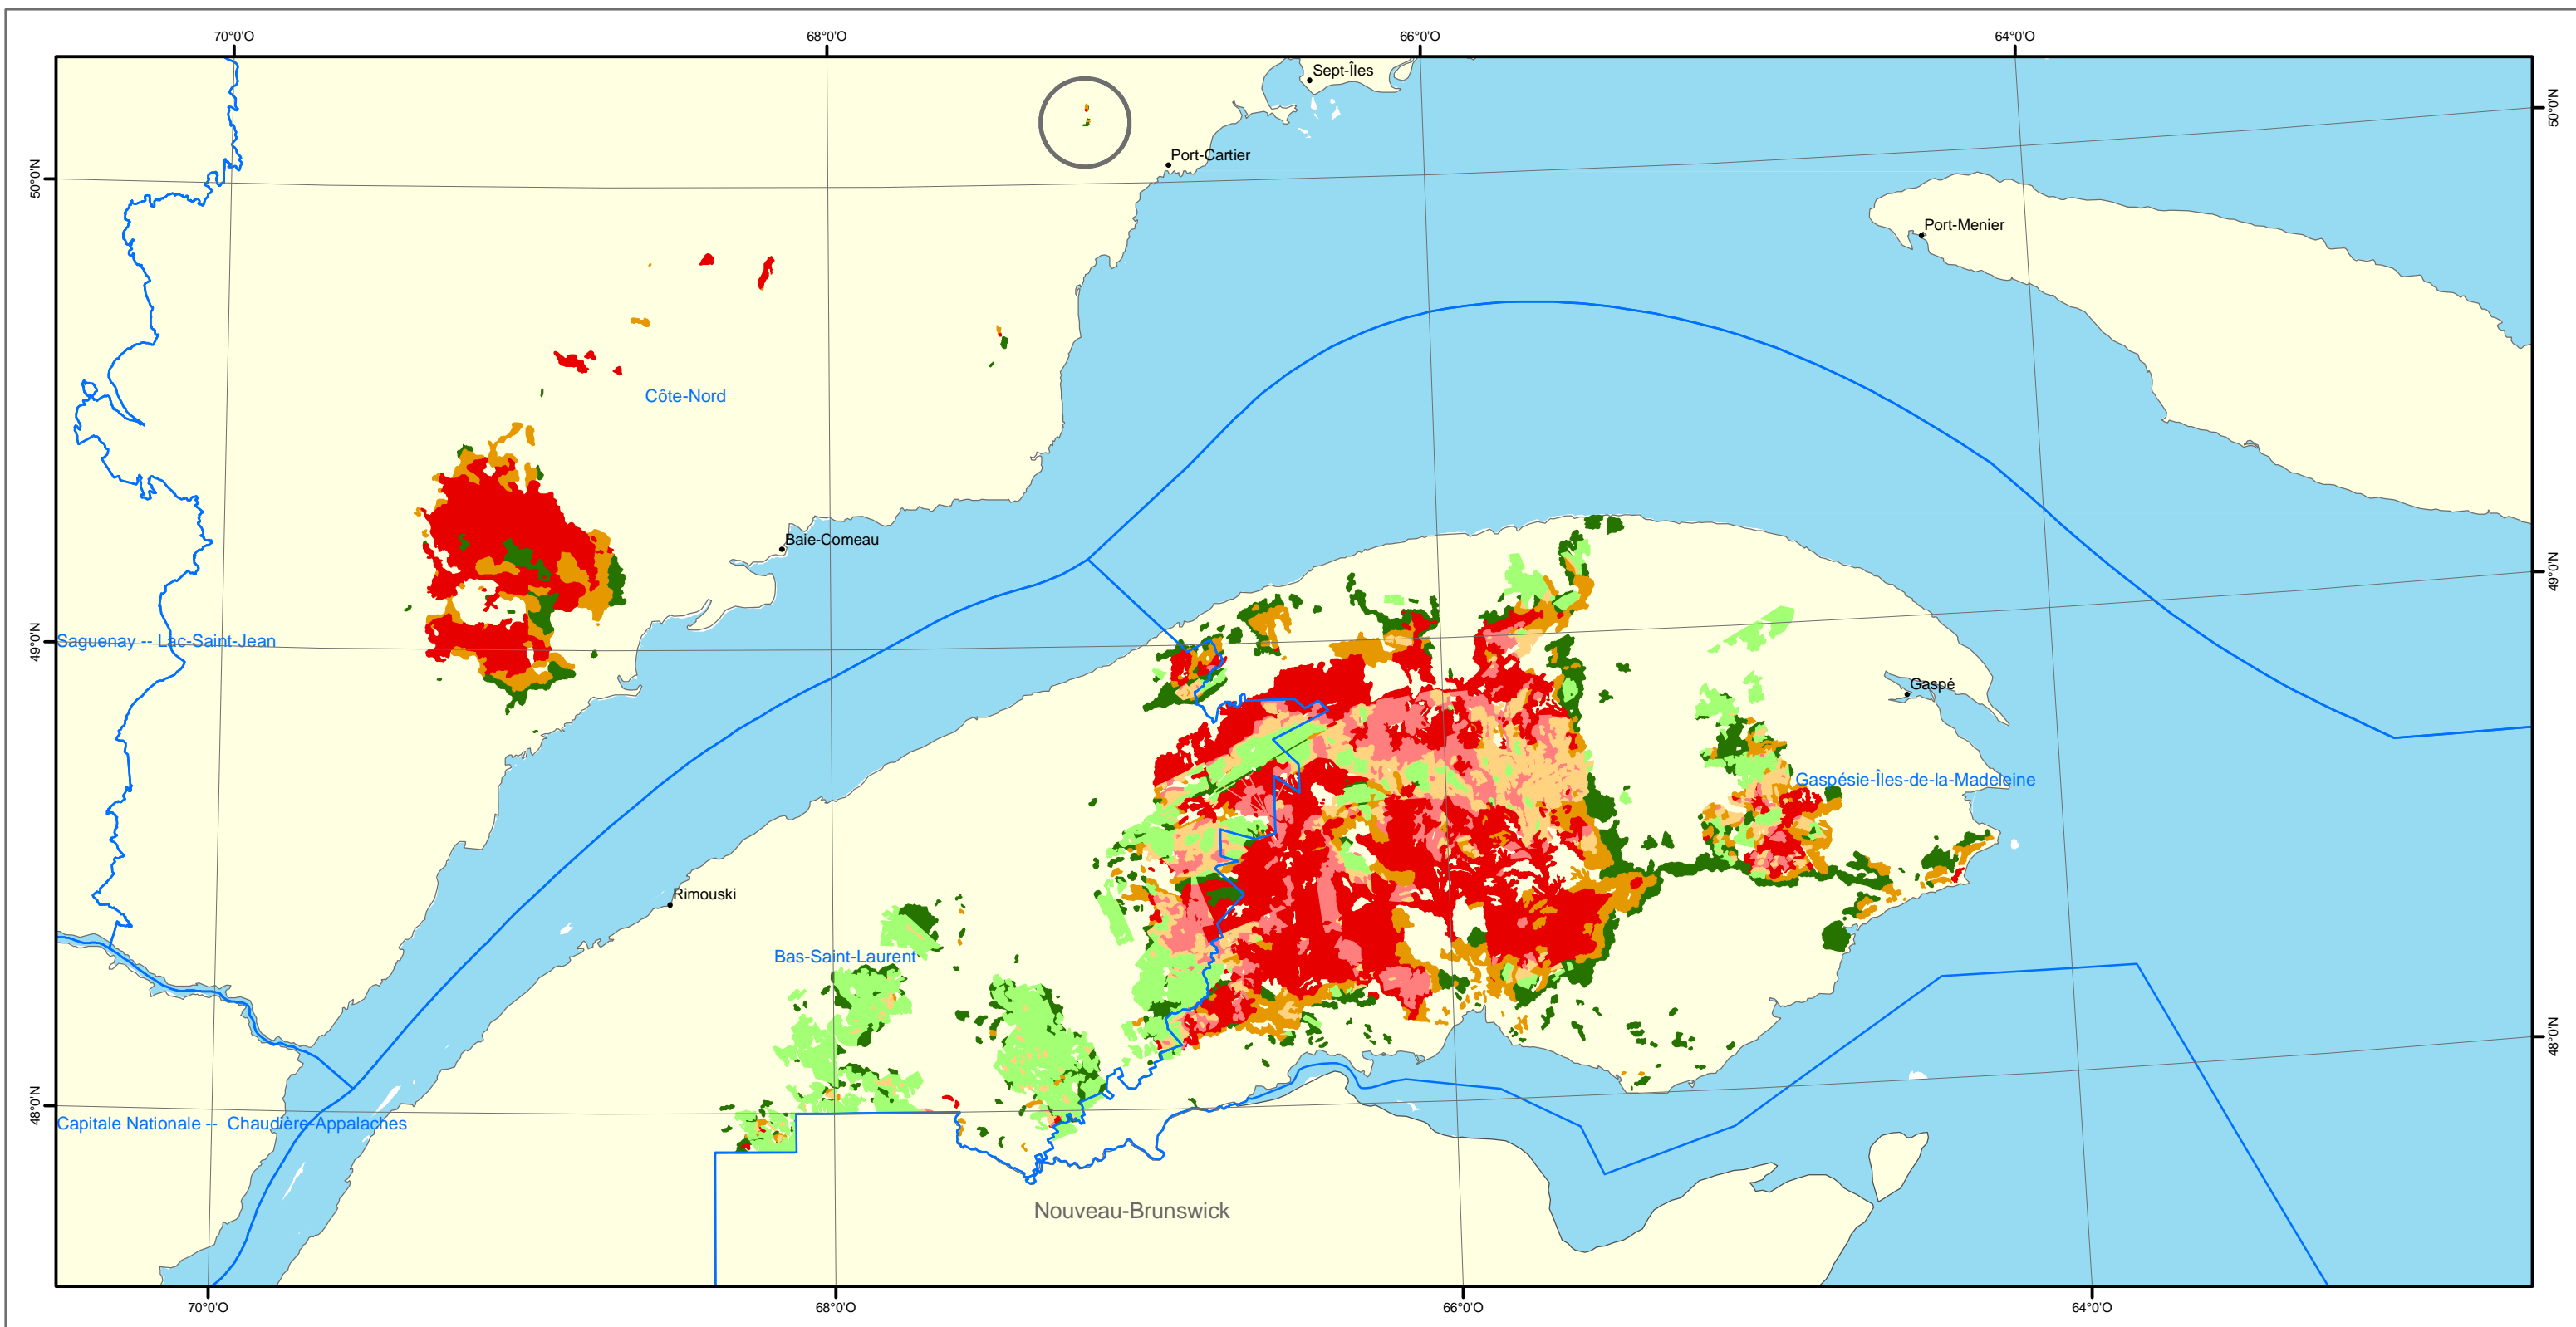 70°0'O 68°0'O 66°0'O 64°0'O
Sept-Îles
50°0'N
Port-Cartier
50°0'N
Port-Menier
Côte-Nord
Baie-Comeau
49°0'N
Saguenay -- Lac-Saint-Jean
49°0'N
Gaspé
Gaspésie-Îles-de-la-Madeleine
Rimouski
Bas-Saint-Laurent
48°0'N
48°0'N
Capitale Nationale -- Chaudière-Appalaches
Nouveau-Brunswick
70°0'O 68°0'O 66°0'O 64°0'O